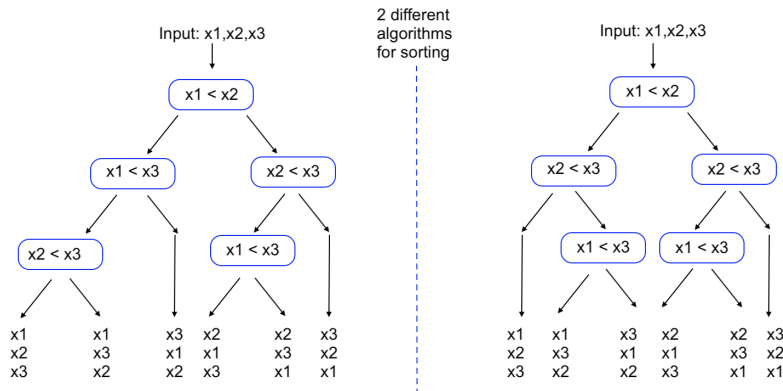 2 different
algorithms
for sorting
Input: x1,x2,x3
x1 < x2
x1 < x3 x2 < x3
x2 < x3 x1 < x3
x1 x1 x3 x2 x2 x3
x2 x3 x1 x1 x3 x2
x3 x2 x2 x3 x1 x1
Input: x1,x2,x3
x1 < x2
x2 < x3 x2 < x3
x1 < x3 x1 < x3
x1 x1 x3 x2 x2 x3
x2 x3 x1 x1 x3 x2
x3 x2 x2 x3 x1 x1